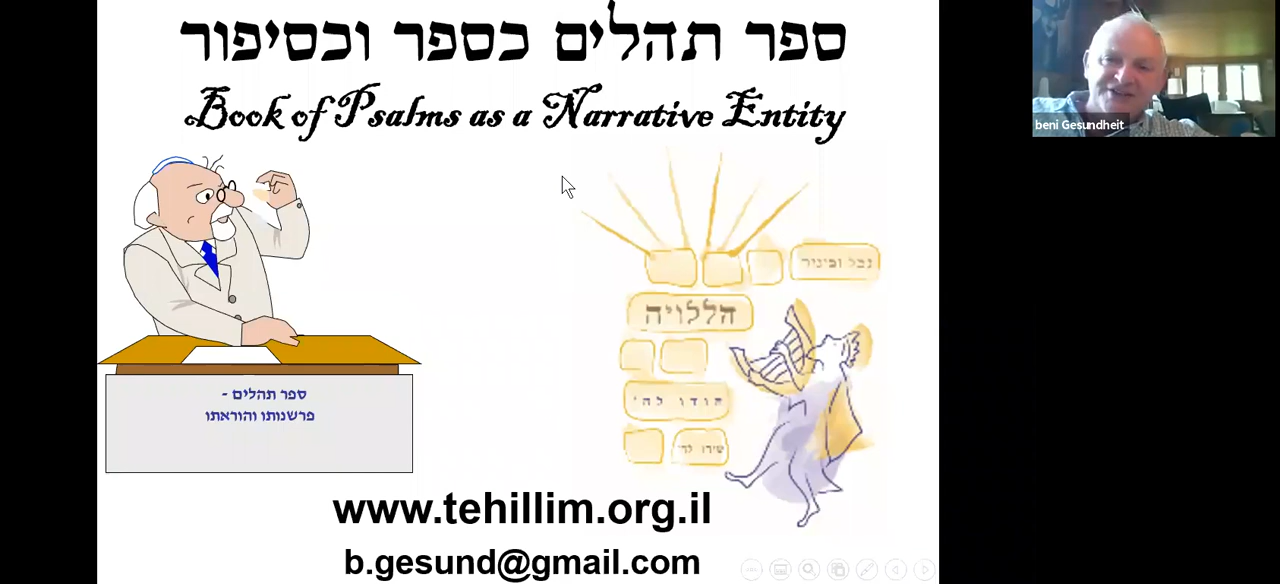 ספר תהלים כספר וכסיפור
Book of Psalms as a Narrative Entity
beni Gesundheit
נבל וכינור
הללויה
הודו לה'
שירו לה'
ספר תהלים -
פרשנותו והוראתו
www.tehillim.org.il
b.gesund@gmail.com